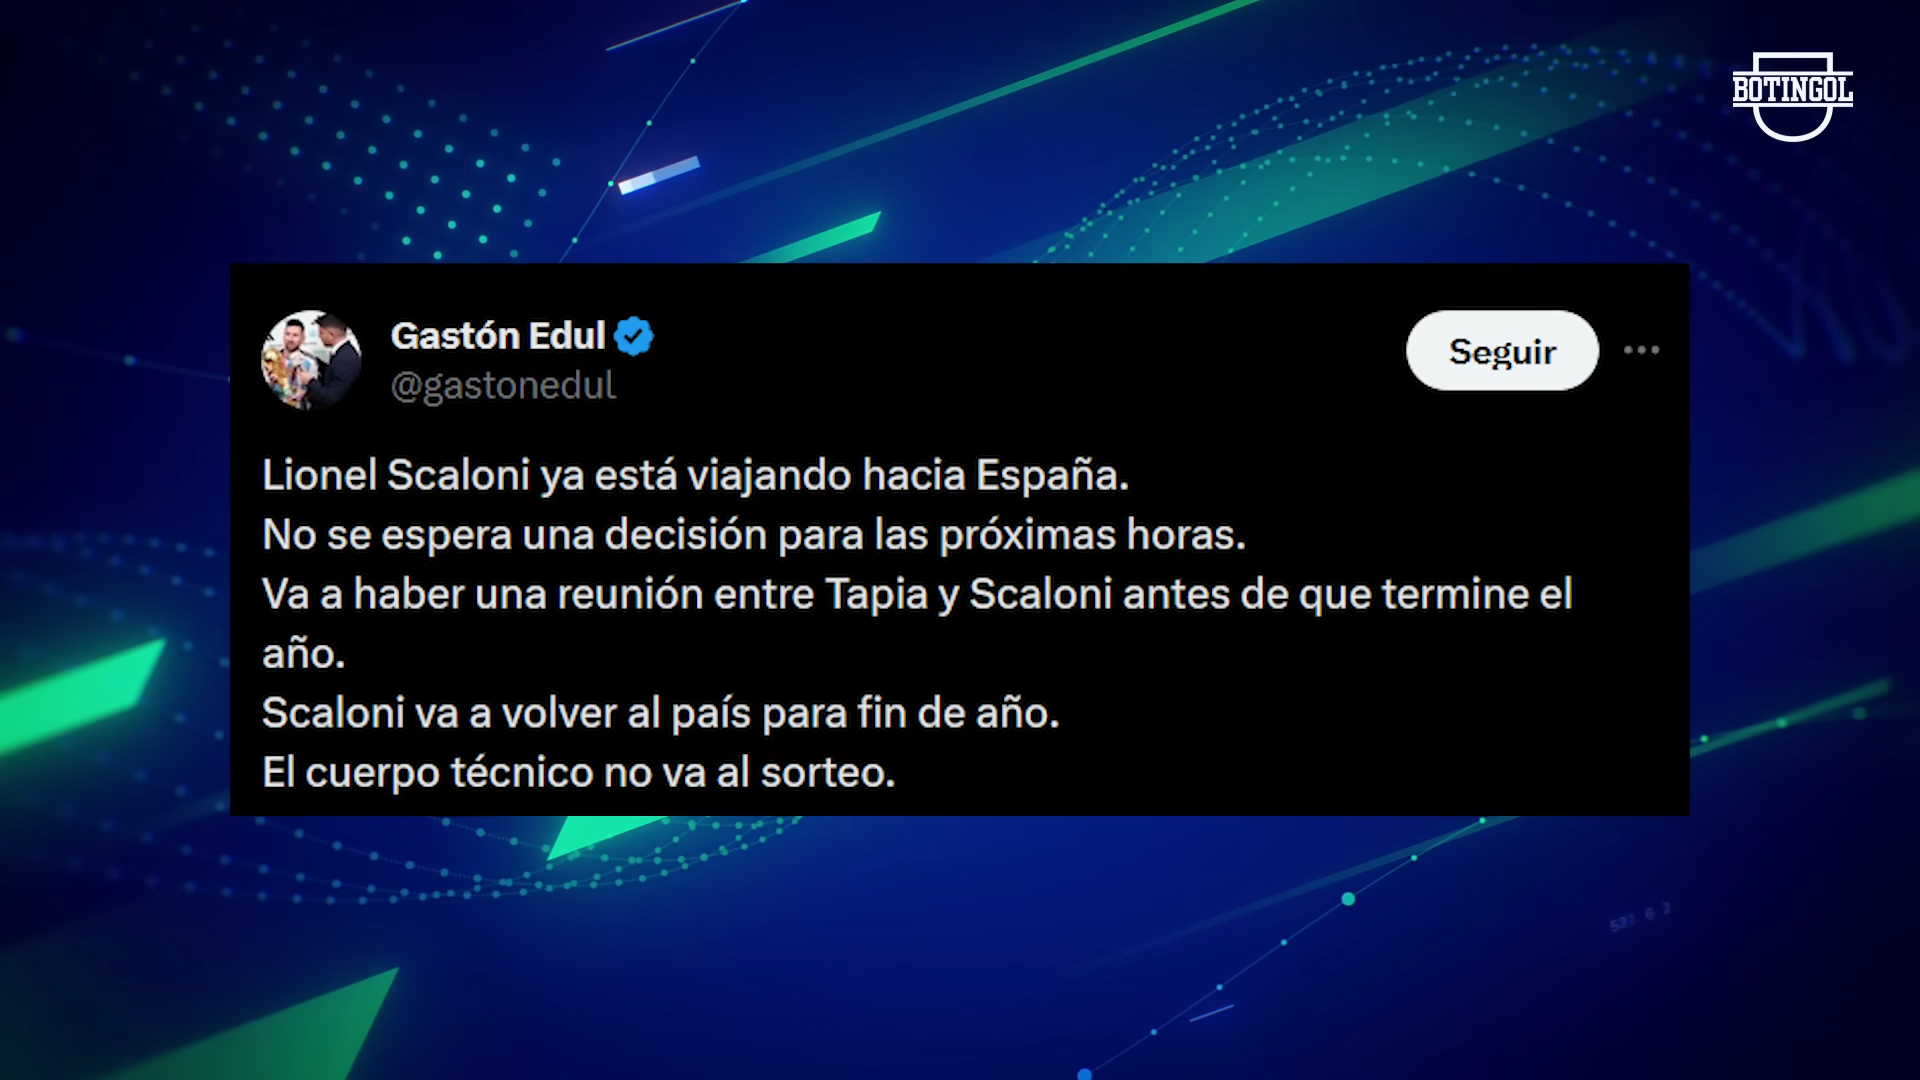 BOTINGOL
Gastón Edul
@gastonedul
Seguir
Lionel Scaloni ya está viajando hacia España.
No se espera una decisión para las próximas horas.
Va a haber una reunión entre Tapia y Scaloni antes de que termine el
año.
Scaloni va a volver al país para fin de año.
El cuerpo técnico no va al sorteo.